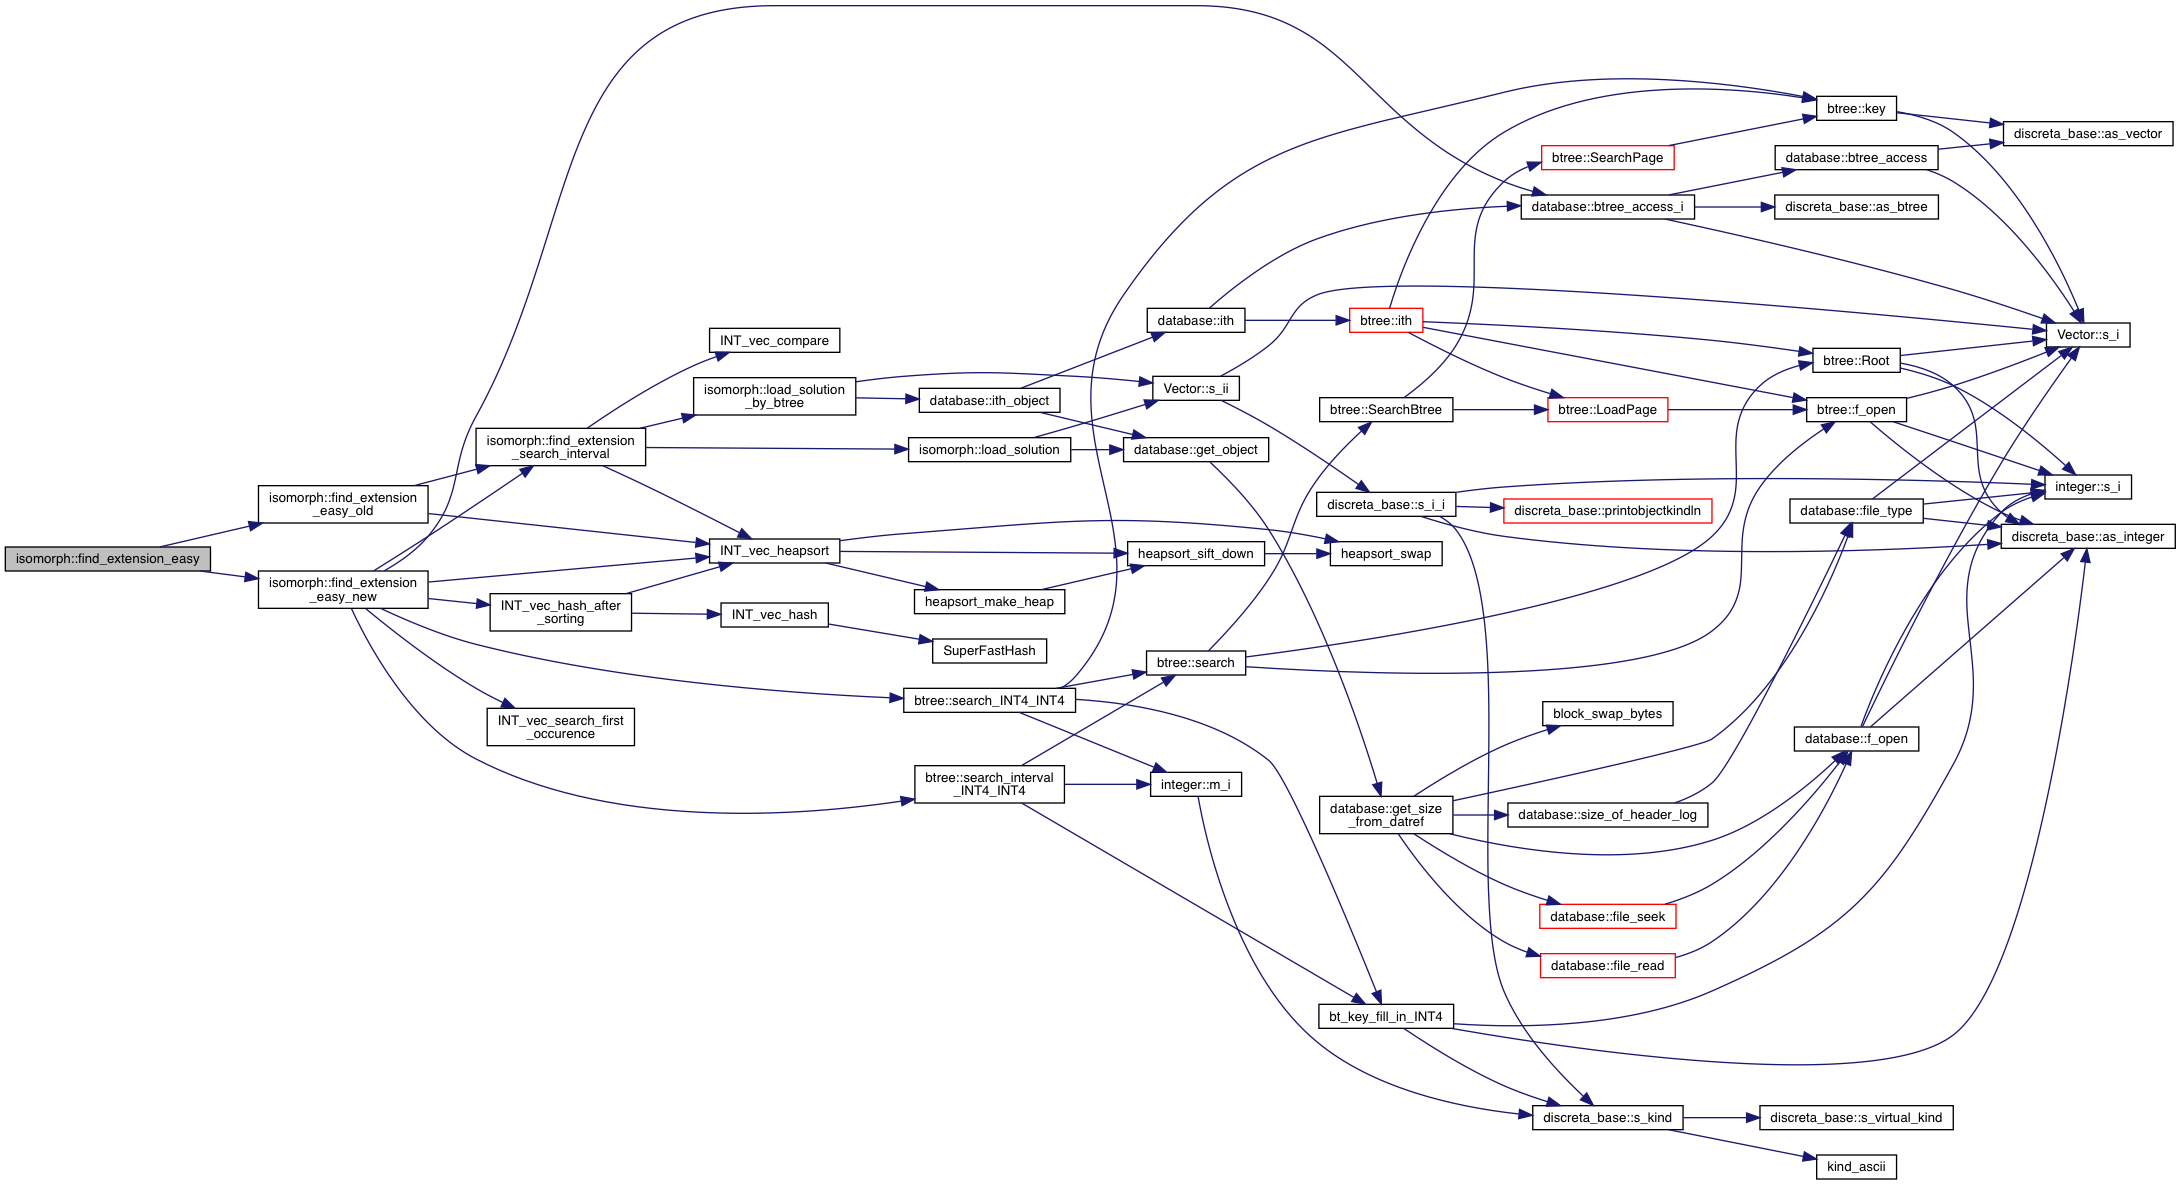 isomorph::find_extension_easy
isomorph::find_extension
_easy_old
isomorph::find_extension
_easy_new
isomorph::find_extension
_search_interval
INT_vec_hash_after
_sorting
INT_vec_search_first
_occurence
INT_vec_compare
isomorph::load_solution
_by_btree
INT_vec_heapsort
INT_vec_hash
database::ith_object
isomorph::load_solution
heapsort_make_heap
SuperFastHash
btree::search_INT4_INT4
btree::search_interval
_INT4_INT4
database::ith
Vector::s_ii
database::get_object
heapsort_sift_down
btree::search
integer::m_i
btree::ith
btree::SearchBtree
discreta_base::s_i_i
heapsort_swap
database::get_size
_from_datref
bt_key_fill_in_INT4
btree::SearchPage
database::btree_access_i
btree::LoadPage
discreta_base::printobjectkindln
block_swap_bytes
database::size_of_header_log
database::file_seek
database::file_read
discreta_base::s_kind
btree::key
database::btree_access
discreta_base::as_btree
btree::Root
btree::f_open
database::file_type
database::f_open
discreta_base::s_virtual_kind
kind_ascii
discreta_base::as_vector
Vector::s_i
integer::s_i
discreta_base::as_integer